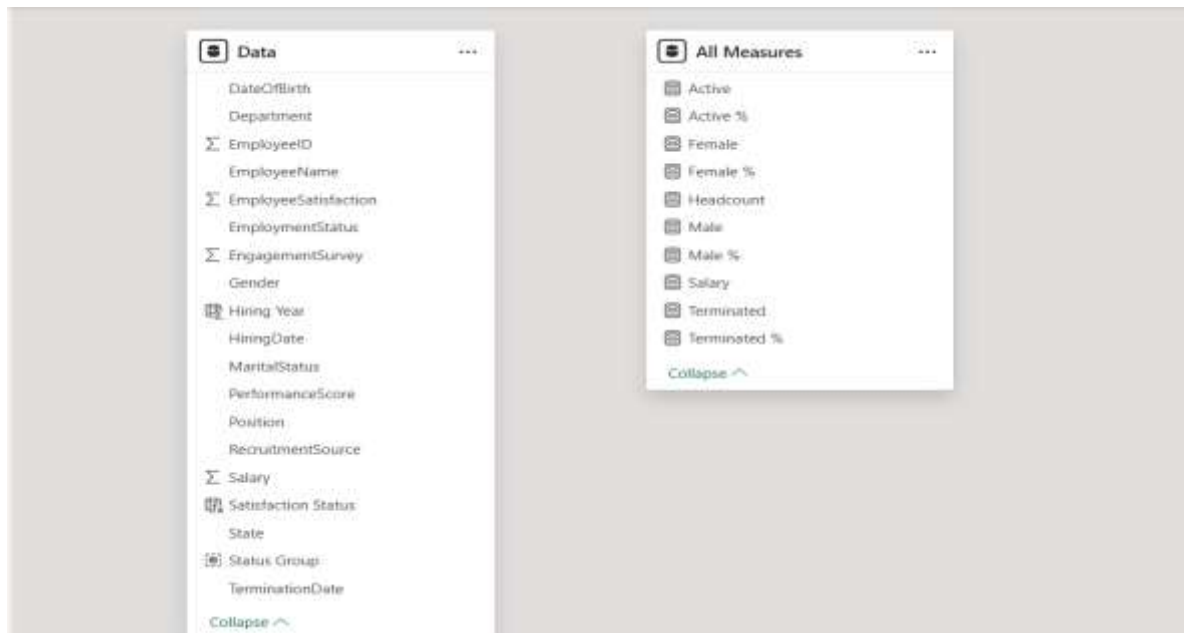 Data
DateOfBirth
Department
EmployeeID
EmployeeName
EmployeeSatisfaction
EmploymentStatus
EngagementSurvey
Gender
Hiring Year
HiringDate
MaritalStatus
PerformanceScore
Position
RecruitmentSource
Salary
Satisfaction Status
State
Status Group
TerminationDate
Collapse
All Measures
Active
Active %
Female
Female %
Headcount
Male
Male %
Salary
Terminated
Terminated %
Collapse